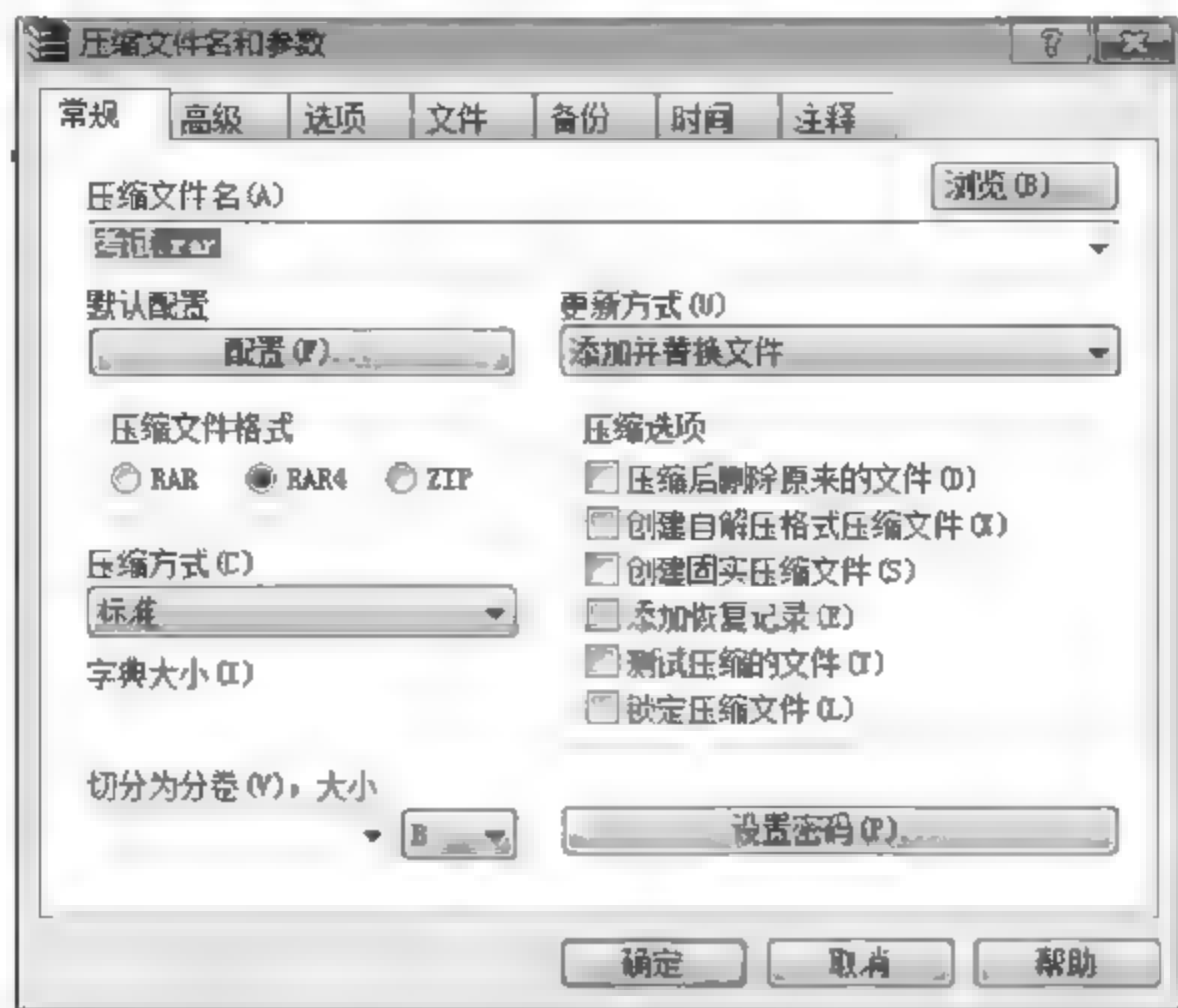 压缩文件名和参数
常规 高级 选项 文件 备份 时间 注释
压缩文件名(A) 浏览(B)
考试.rar
默认配置 更新方式(U)
配置(F)... 添加并替换文件
压缩文件格式 压缩选项
RAR RAR4 ZIP 压缩后删除原来的文件(D)
创建自解压格式压缩文件(X)
压缩方式(C) 创建固实压缩文件(S)
标准 添加恢复记录(E)
字典大小(I) 测试压缩的文件(T)
锁定压缩文件(L)
切分为分卷(V)，大小
B 设置密码(P)...
确定 取消 帮助